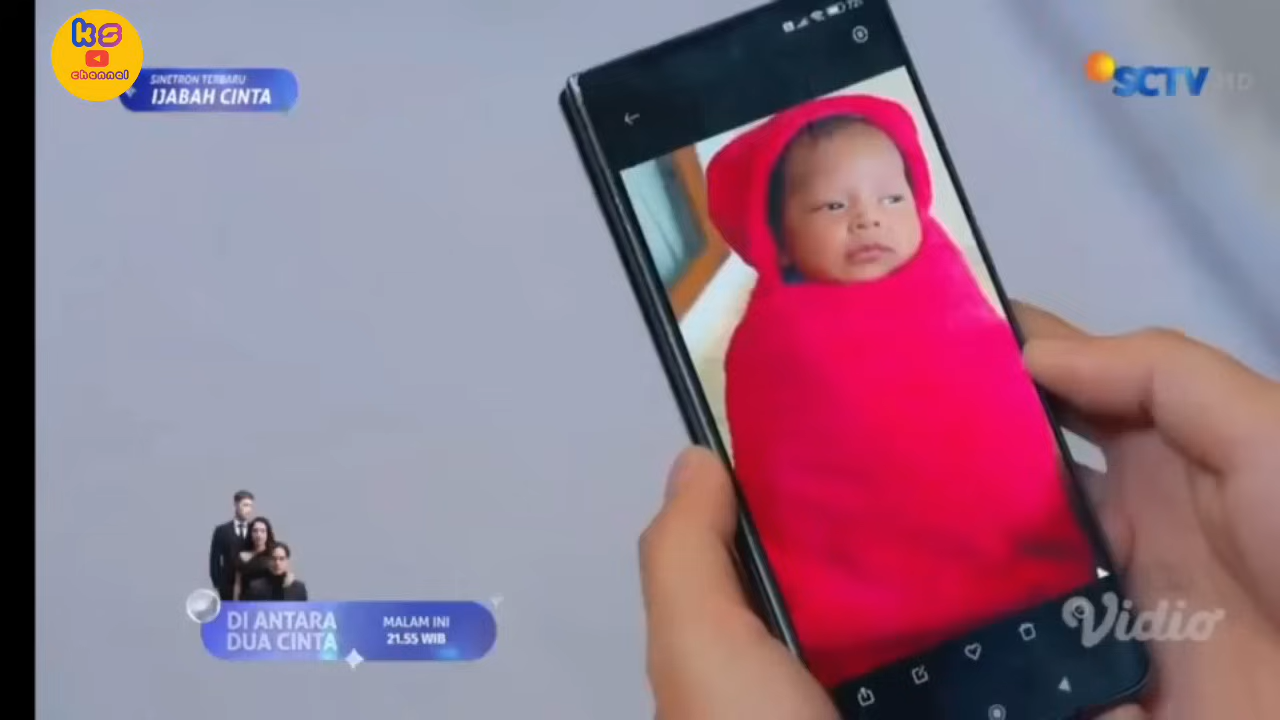 ks
channel
SINETRON TERBARU
IJABAH CINTA
SCTV HD
DI ANTARA
DUA CINTA
MALAM INI
21.55 WIB
Vidio